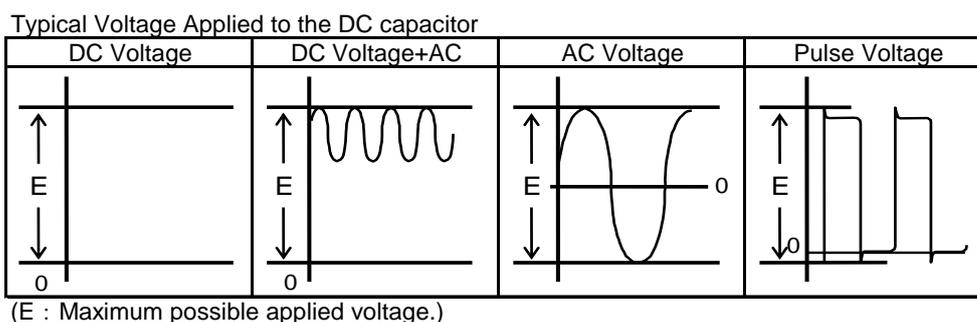 Typical Voltage Applied to the DC capacitor
DC Voltage DC Voltage+AC AC Voltage Pulse Voltage
E E E 0 E
0
0 0
(E : Maximum possible applied voltage.)